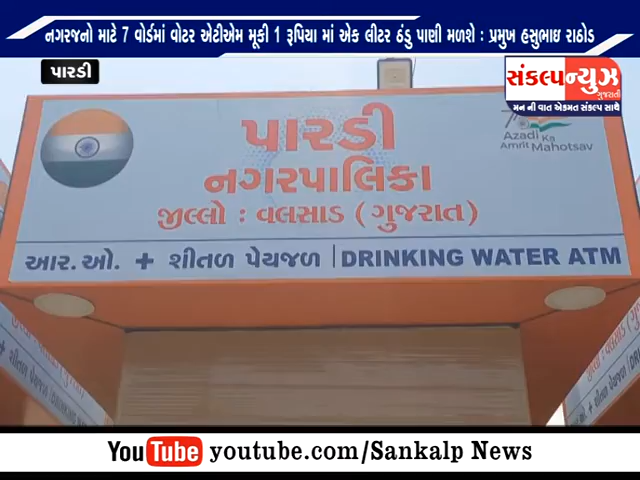 નગરજનો માટે 7 વોર્ડમાં વોટર એટીએમ મૂકી 1 રૂપિયા માં એક લીટર ઠંડુ પાણી મળશે : પ્રમુખ હસુભાઇ રાઠોડ
પારડી
સંકલ્પન્યુઝ
ગુજરાતી
મન ની વાત એકમત સંકલ્પ સાથે
Azadi Ka
Amrit Mahotsav
પારડી
નગરપાલિકા
જીલ્લો : વલસાડ (ગુજરાત)
આર.ઓ. + શીતળ પેયજળ | DRINKING WATER ATM
YouTube youtube.com/Sankalp News